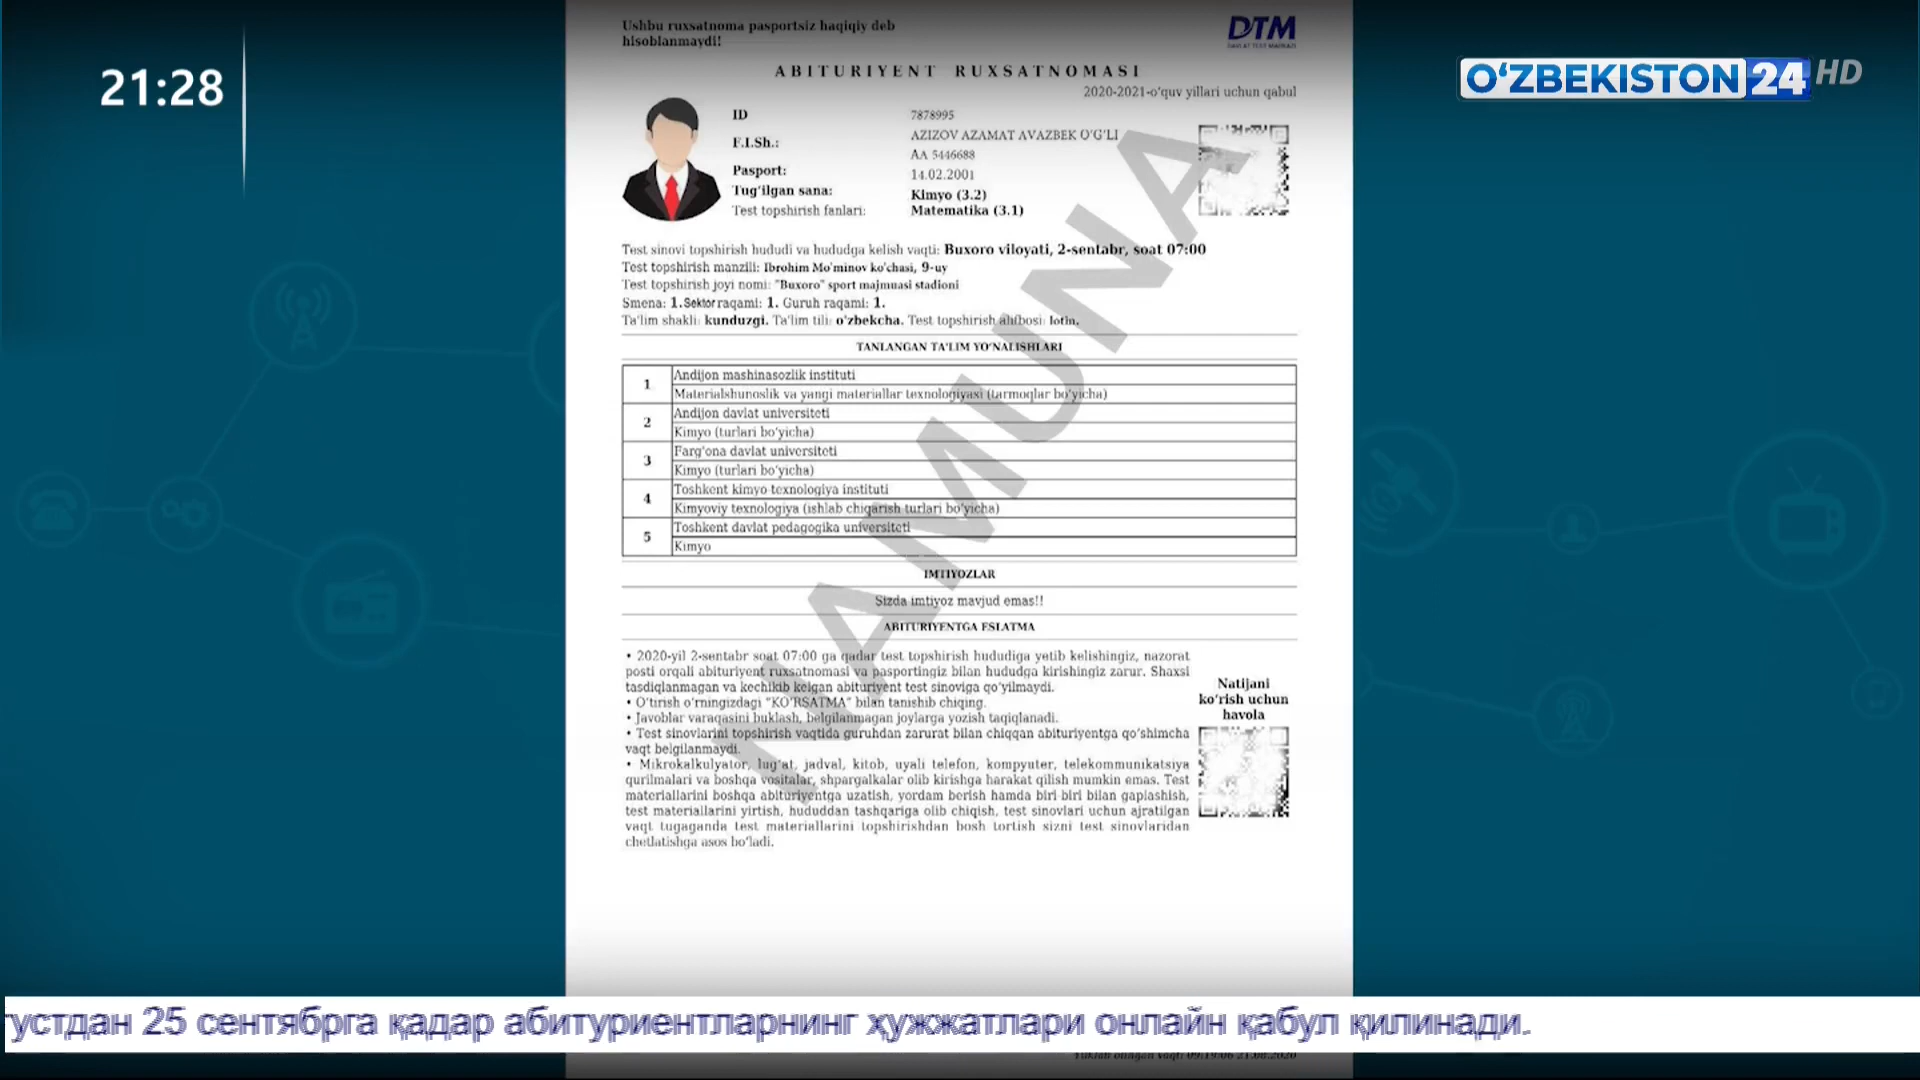 Ushbu ruxsatnoma pasportsiz haqiqiy deb
hisoblanmaydi!
DTM
DAVLAT TEST MARKAZI
21:28
O‘ZBEKISTON 24 HD
ABITURIYENT RUXSATNOMASI
2020-2021-o‘quv yillari uchun qabul
ID 7878995
F.I.Sh.: AZIZOV AZAMAT AVAZBEK O‘G‘LI
AA 5446688
Pasport: 14.02.2001
Tug‘ilgan sana: Kimyo (3.2)
Test topshirish fanlari: Matematika (3.1)
Test sinovi topshirish hududi va hududga kelish vaqti: Buxoro viloyati, 2-sentabr, soat 07:00
Test topshirish manzili: Ibrohim Mo‘minov ko‘chasi, 9-uy
Test topshirish joyi nomi: "Buxoro" sport majmuasi stadioni
Smena: 1. Sektor raqami: 1. Guruh raqami: 1.
Ta’lim shakli: kunduzgi. Ta’lim tili: o‘zbekcha. Test topshirish alifbosi: lotin.
TANLANGAN TA’LIM YO‘NALISHLARI
1 Andijon mashinasozlik instituti
Materialshunoslik va yangi materiallar texnologiyasi (tarmoqlar bo‘yicha)
2 Andijon davlat universiteti
Kimyo (turlari bo‘yicha)
3 Farg‘ona davlat universiteti
Kimyo (turlari bo‘yicha)
4 Toshkent kimyo texnologiya instituti
Kimyoviy texnologiya (ishlab chiqarish turlari bo‘yicha)
5 Toshkent davlat pedagogika universiteti
Kimyo
NAMUNA
IMTIYOZLAR
Sizda imtiyoz mavjud emas!!
ABITURIYENTGA ESLATMA
• 2020-yil 2-sentabr soat 07:00 ga qadar test topshirish hududiga yetib kelishingiz, nazorat
posti orqali abituriyent ruxsatnomasi va pasportingiz bilan hududga kirishingiz zarur. Shaxsi
tasdiqlanmagan va kechikib kelgan abituriyent test sinoviga qo‘yilmaydi.
• O‘tirish o‘rningizdagi "KO‘RSATMA" bilan tanishib chiqing.
• Javoblar varaqasini buklash, belgilanmagan joylarga yozish taqiqlanadi.
• Test sinovlarini topshirish vaqtida guruhdan zarurat bilan chiqqan abituriyentga qo‘shimcha
vaqt belgilanmaydi.
• Mikrokalkulyator, lug‘at, jadval, kitob, uyali telefon, kompyuter, telekommunikatsiya
qurilmalari va boshqa vositalar, shpargalkalar olib kirishga harakat qilish mumkin emas. Test
materiallarini boshqa abituriyentga uzatish, yordam berish hamda biri biri bilan gaplashish,
test materiallarini yirtish, hududdan tashqariga olib chiqish, test sinovlari uchun ajratilgan
vaqt tugaganda test materiallarini topshirishdan bosh tortish sizni test sinovlaridan
chetlatishga asos bo‘ladi.
Natijani
ko‘rish uchun
havola
устдан 25 сентябрга қадар абитуриентларнинг ҳужжатлари онлайн қабул қилинади.
Yuklab olingan vaqt: 09:19:06 21.08.2020